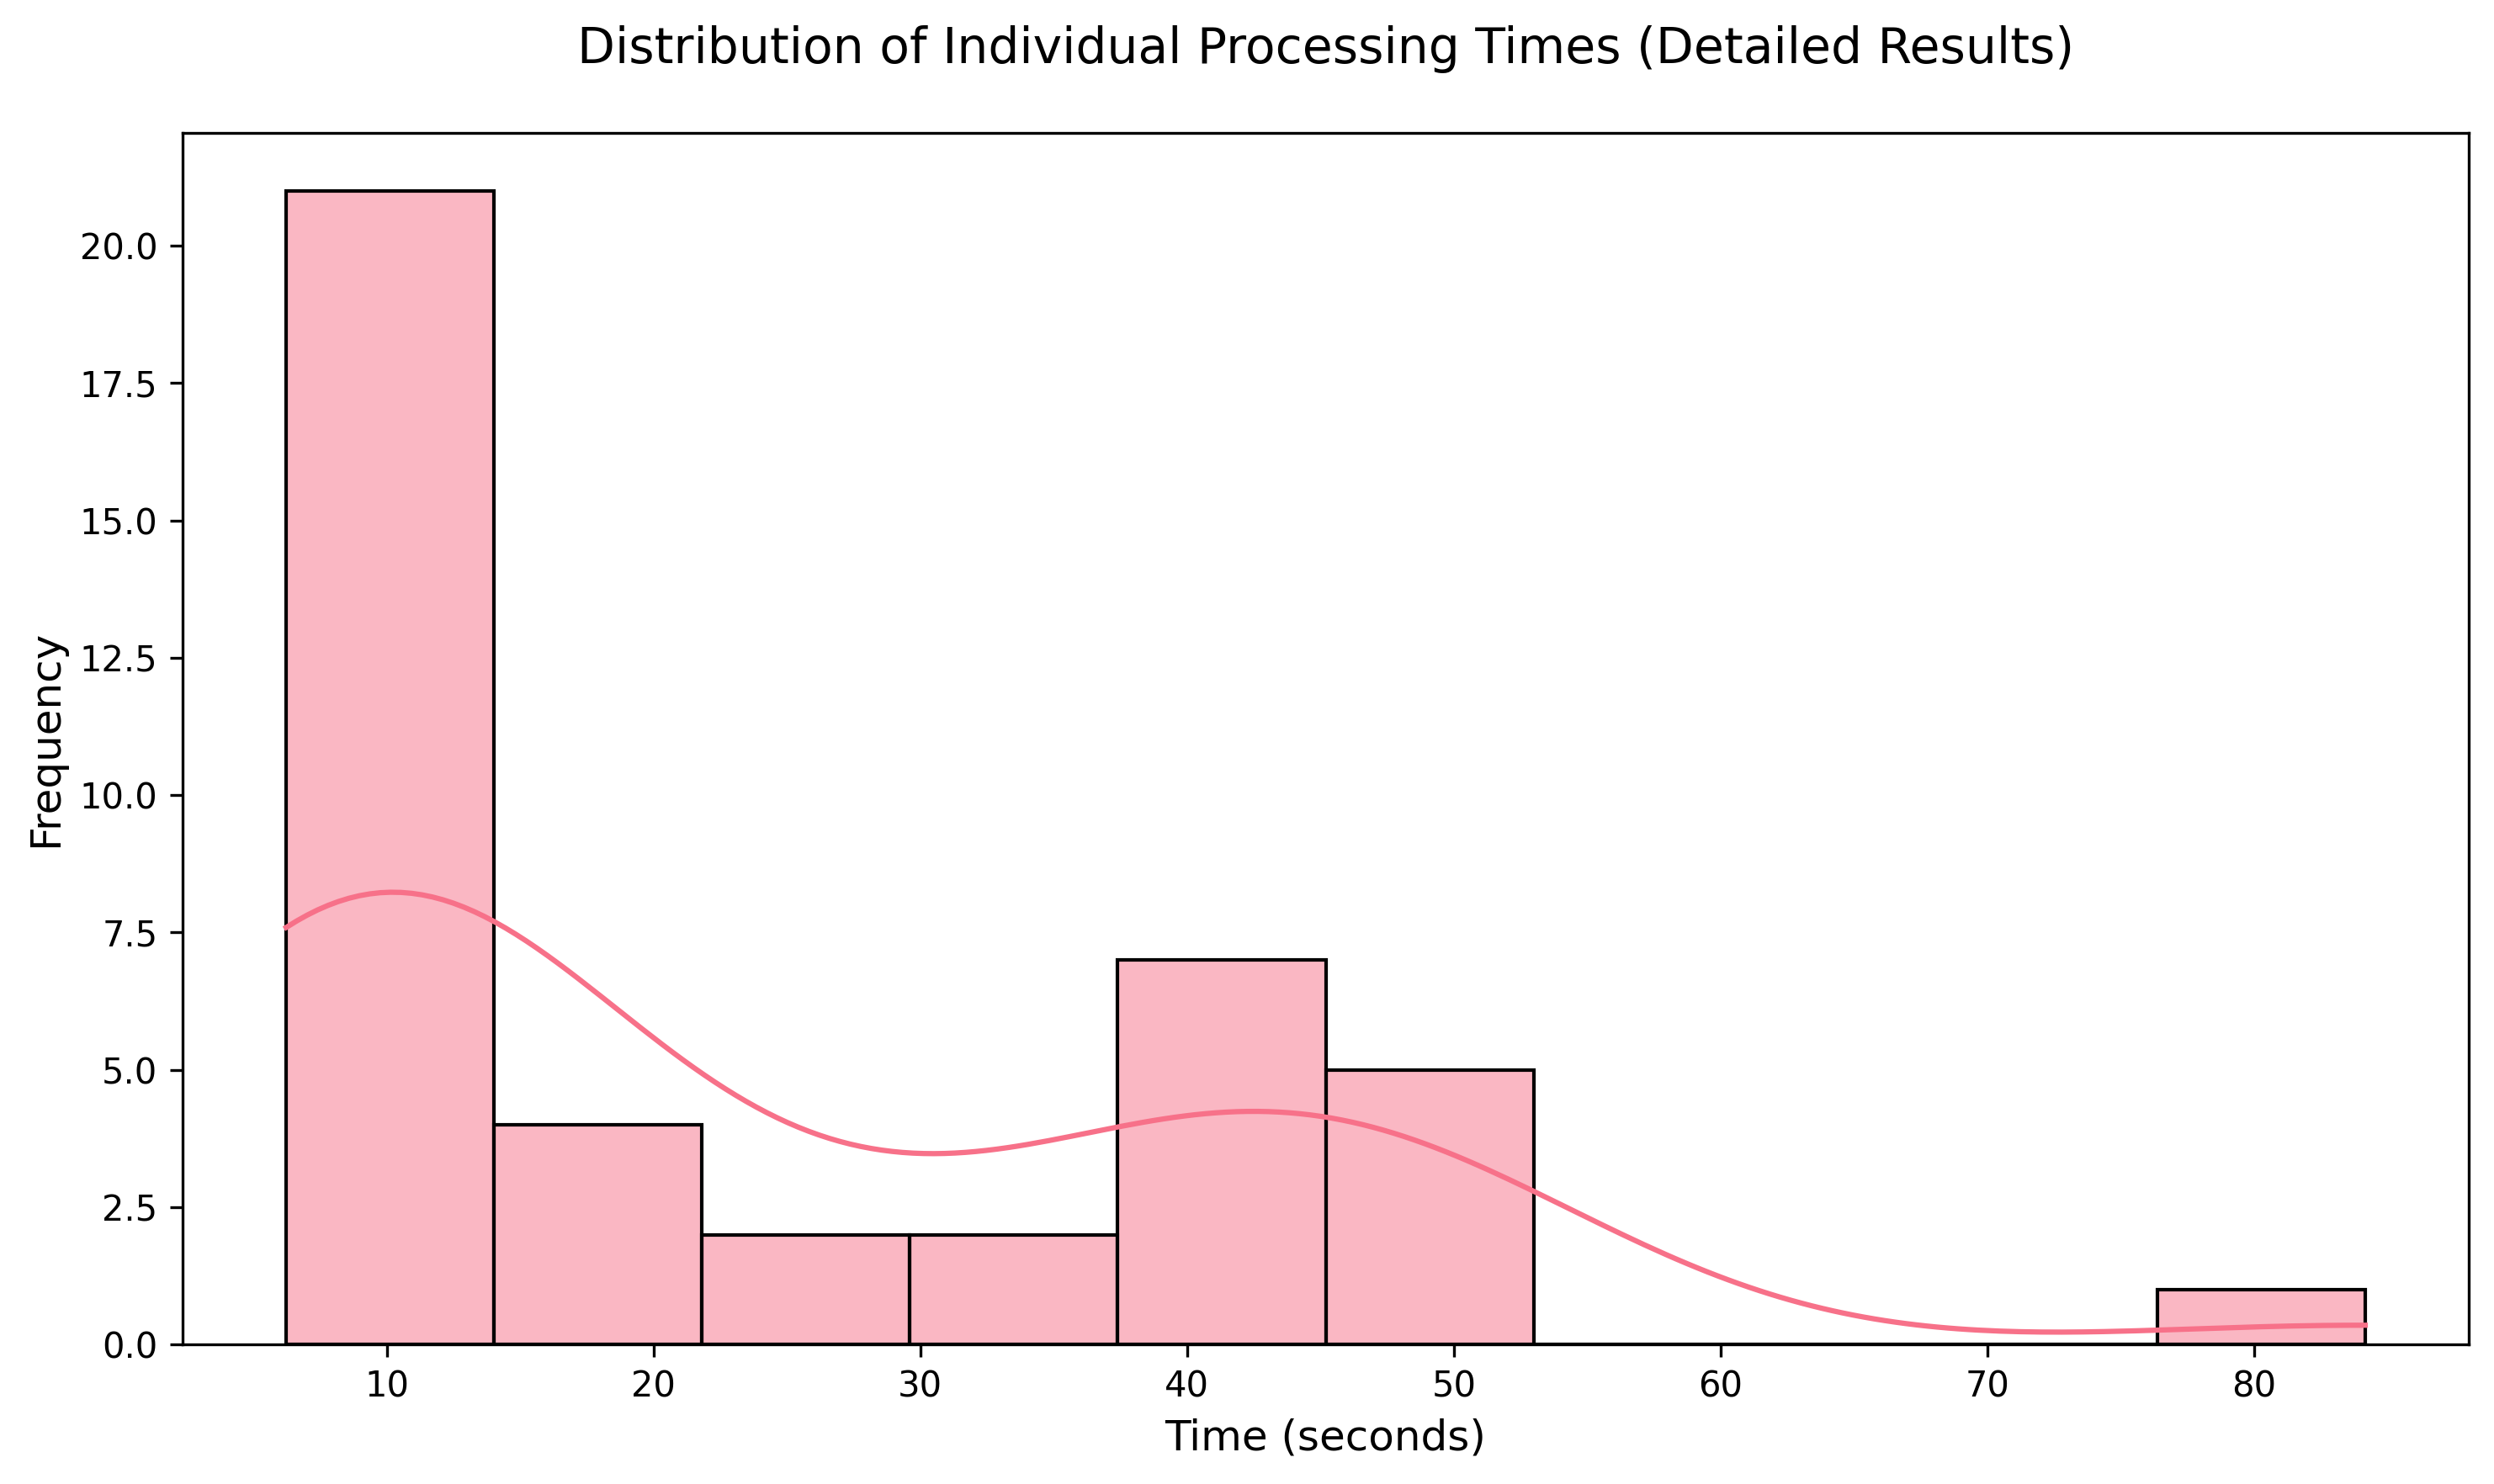 Distribution of Individual Processing Times (Detailed Results)
Frequency
20.0
17.5
15.0
12.5
10.0
7.5
5.0
2.5
0.0
10 20 30 40 50 60 70 80
Time (seconds)